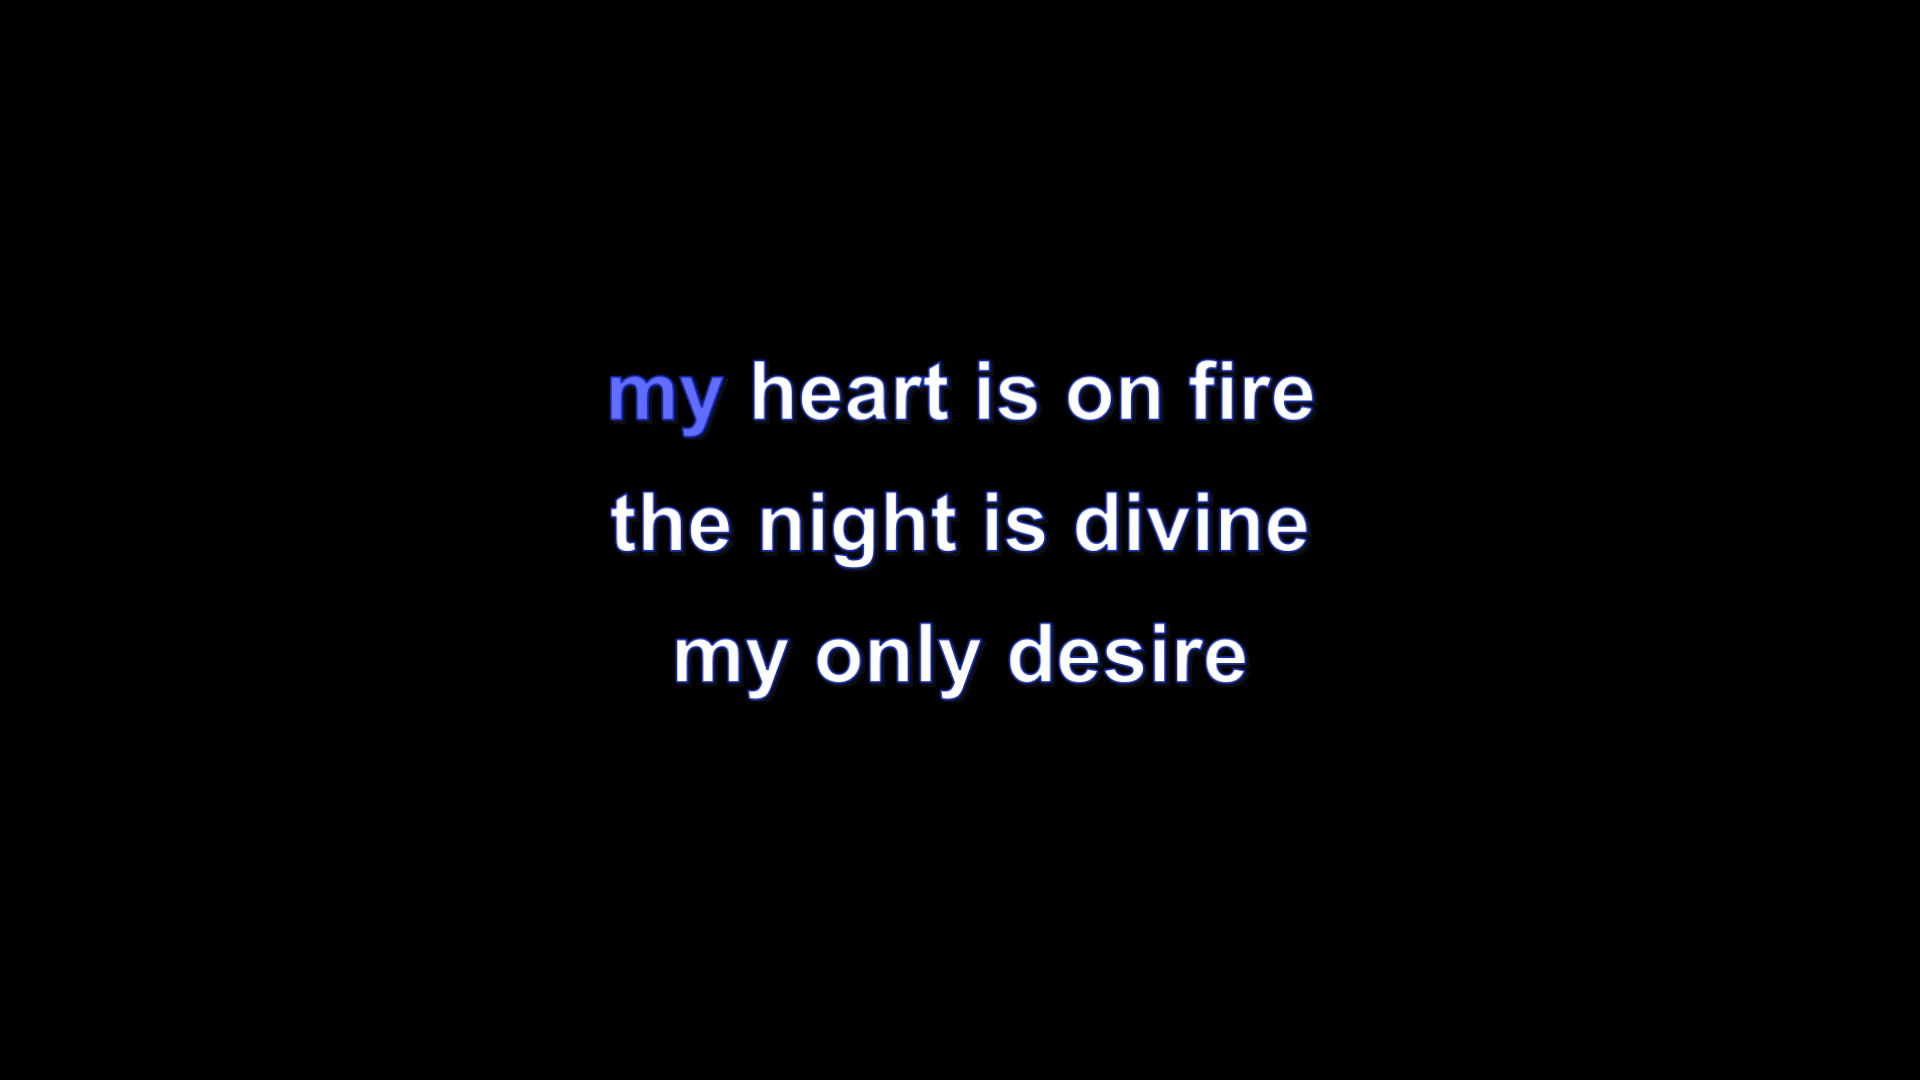 my heart is on fire
the night is divine
my only desire